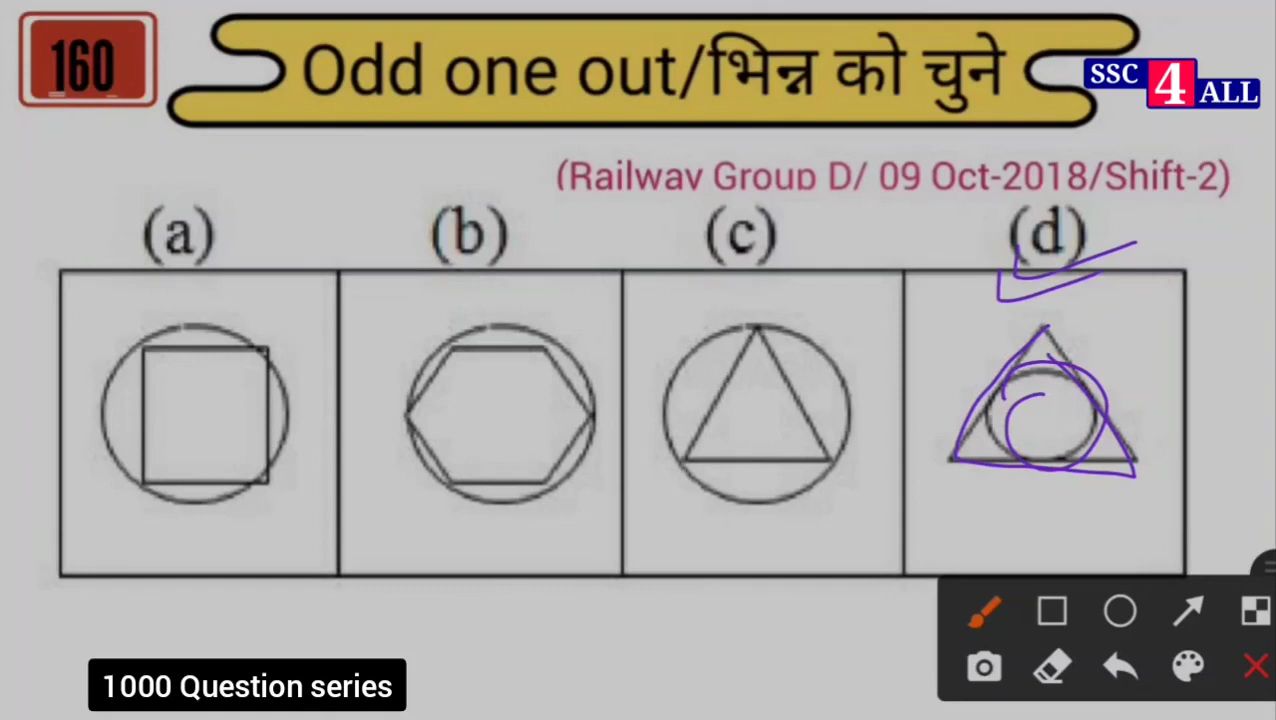 160
Odd one out/भिन्न को चुने
SSC 4 ALL
(Railway Group D/ 09 Oct-2018/Shift-2)
(a) (b) (c) (d)
1000 Question series